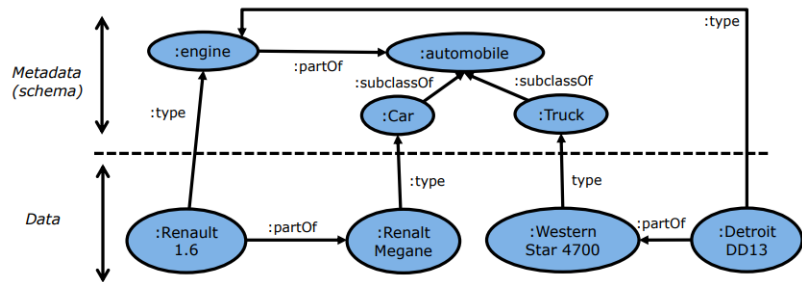 :type
:engine
:automobile
:partOf
Metadata
(schema)
:subclassOf
:subclassOf
:type
:Car
:Truck
:type
type
Data
:Renault
1.6
:partOf
:Renalt
Megane
:Western
Star 4700
:partOf
:Detroit
DD13